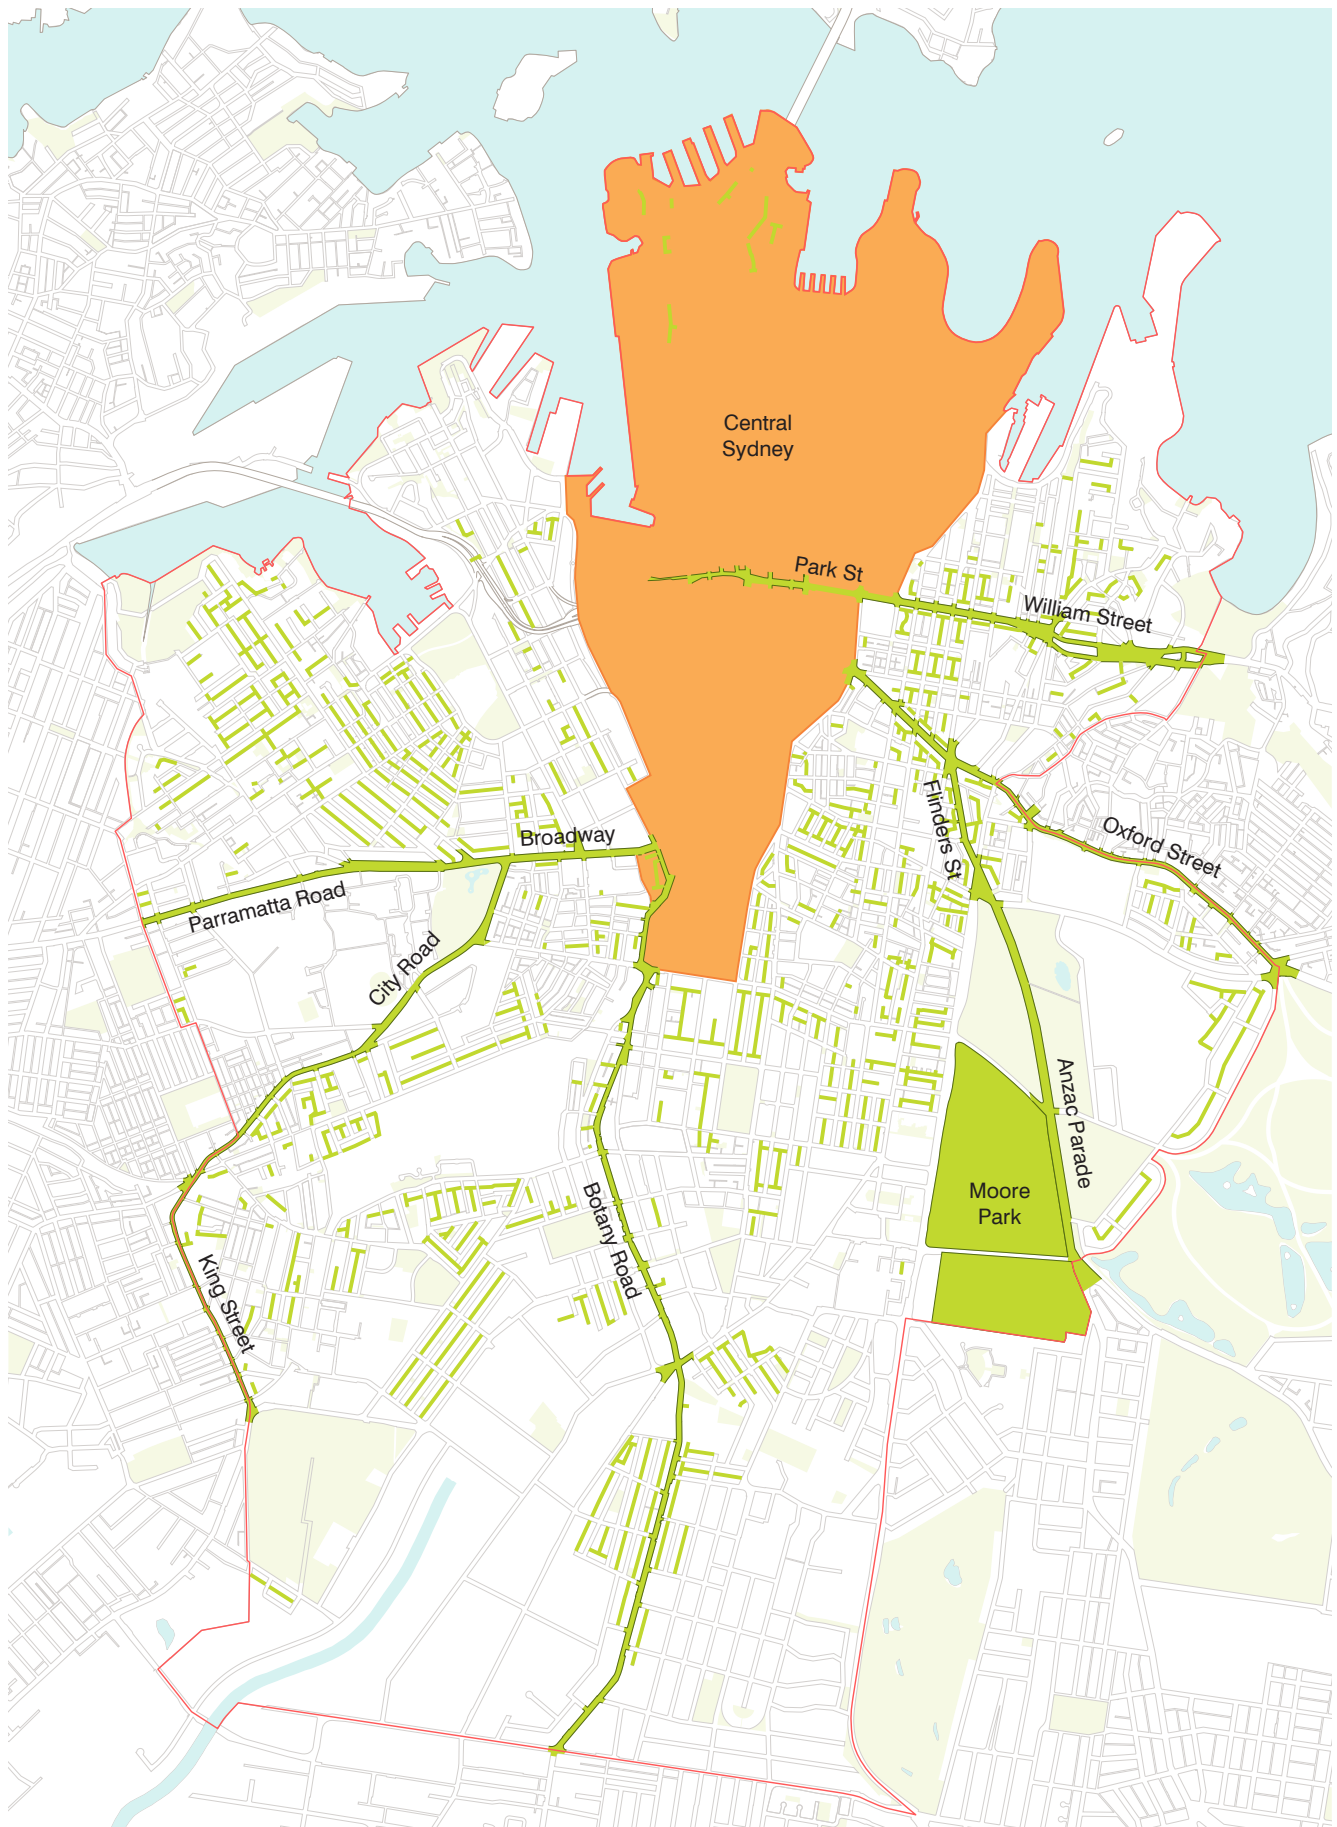 Central
Sydney
Park St
William Street
Flinders St
Oxford Street
Broadway
Parramatta Road
City Road
Anzac Parade
Moore
Park
Botany Road
King Street